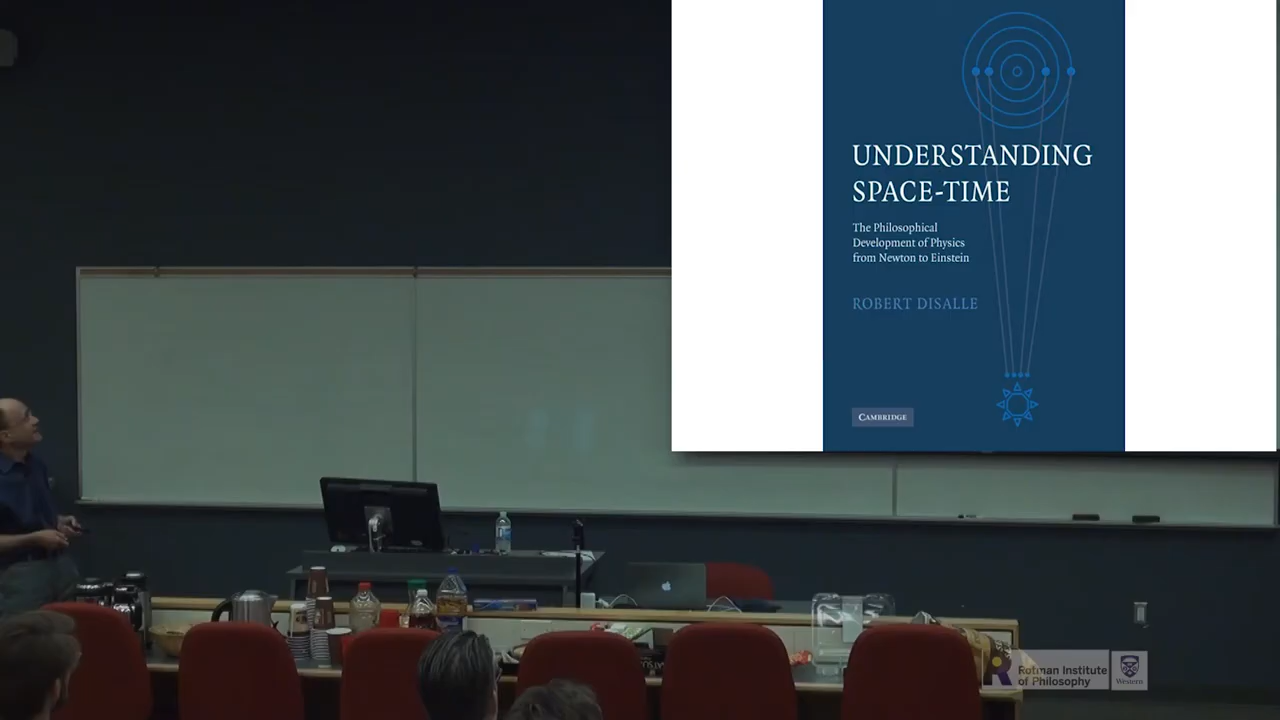 UNDERSTANDING
SPACE-TIME
The Philosophical
Development of Physics
from Newton to Einstein
ROBERT DISALLE
CAMBRIDGE
R
Rotman Institute
of Philosophy
Western